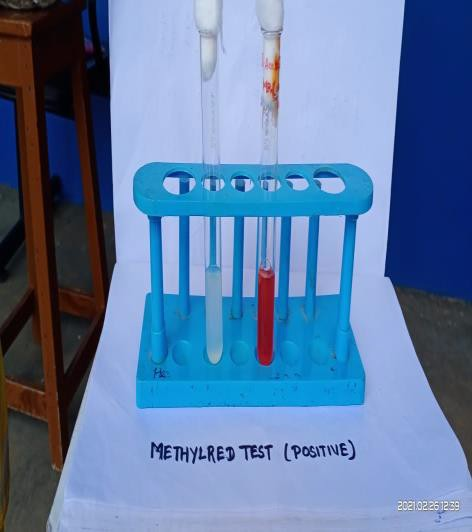 METHYLRED TEST (POSITIVE)
2021.02.26 12:39